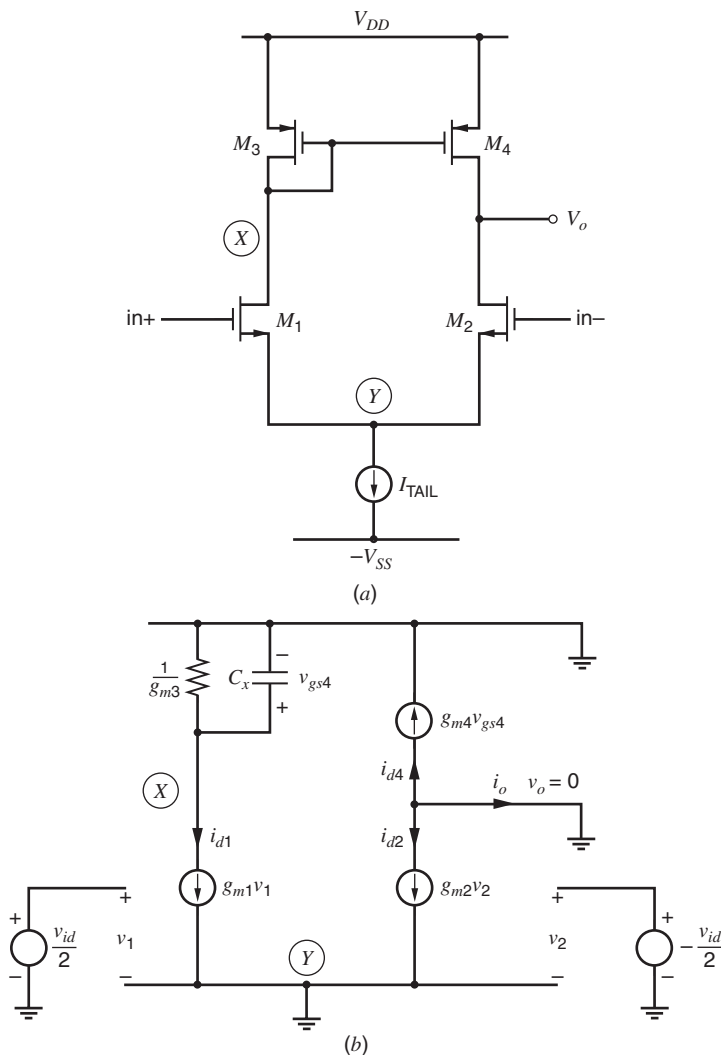 V_DD
M_3
M_4
X
V_o
in+
M_1
M_2
in–
Y
I_TAIL
–V_SS
(a)
1/g_m3
C_x
–
v_gs4
+
g_m4v_gs4
X
i_d4
i_o
v_o = 0
i_d1
i_d2
g_m1v_1
g_m2v_2
+
–
v_id/2
+
v_1
–
Y
+
v_2
–
+
–
–v_id/2
(b)